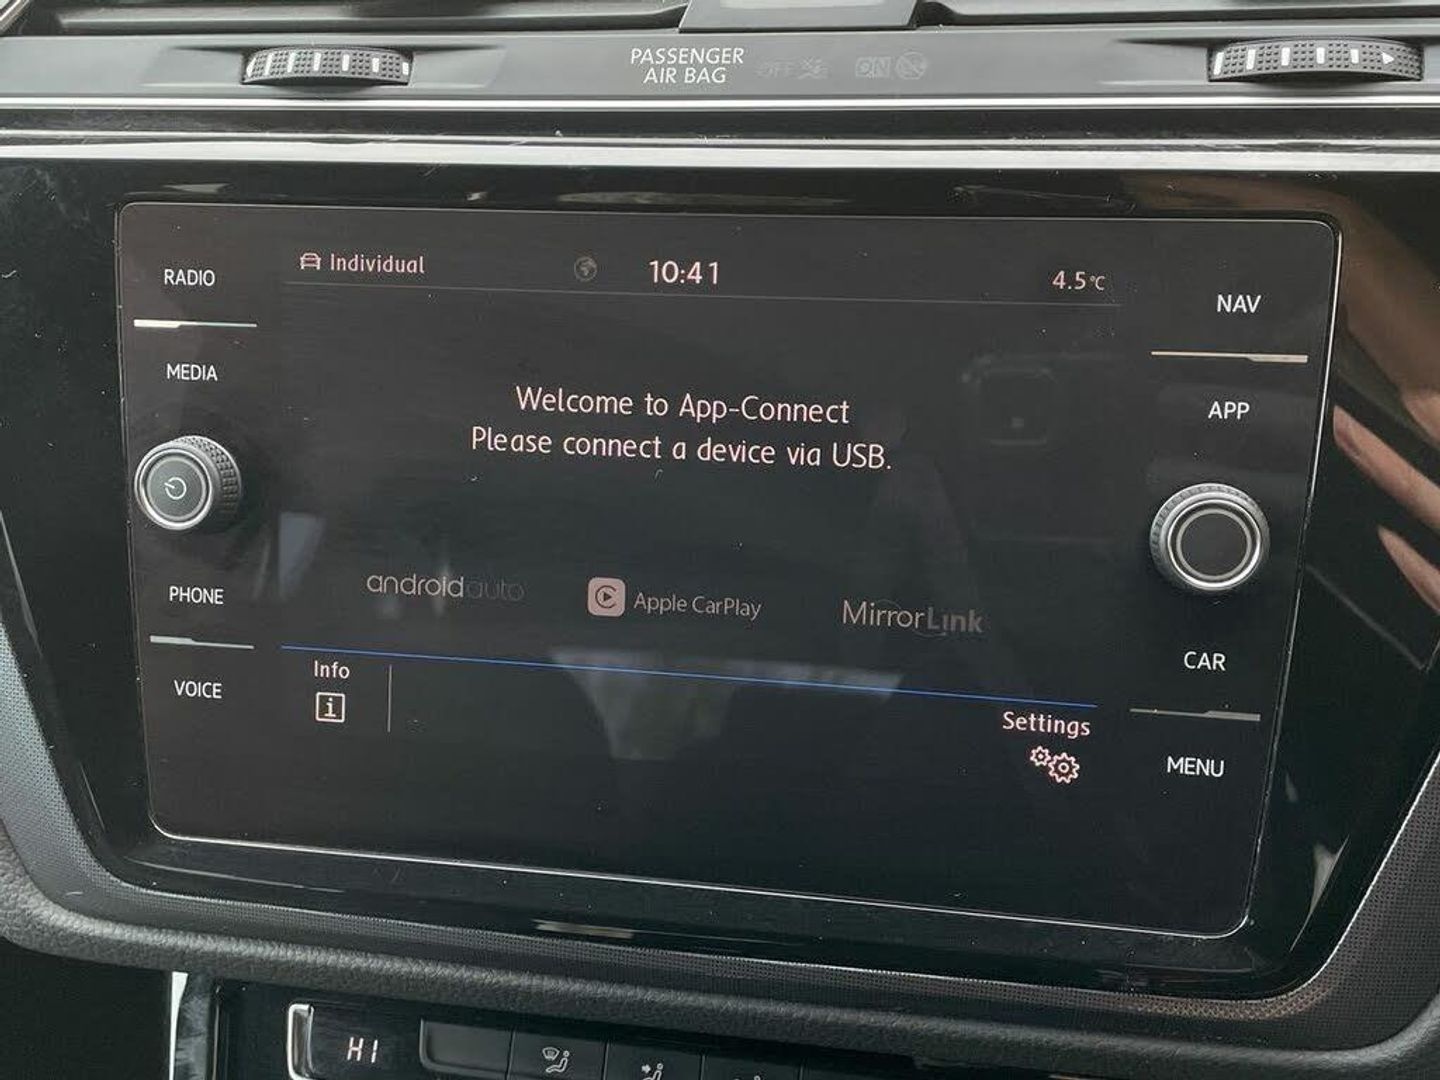 PASSENGER
AIR BAG
OFF ON
RADIO
Individual
10:41
4.5°C
NAV
MEDIA
APP
Welcome to App-Connect
Please connect a device via USB.
PHONE
androidauto
Apple CarPlay
MirrorLink
CAR
VOICE
Info
i
Settings
MENU
HI